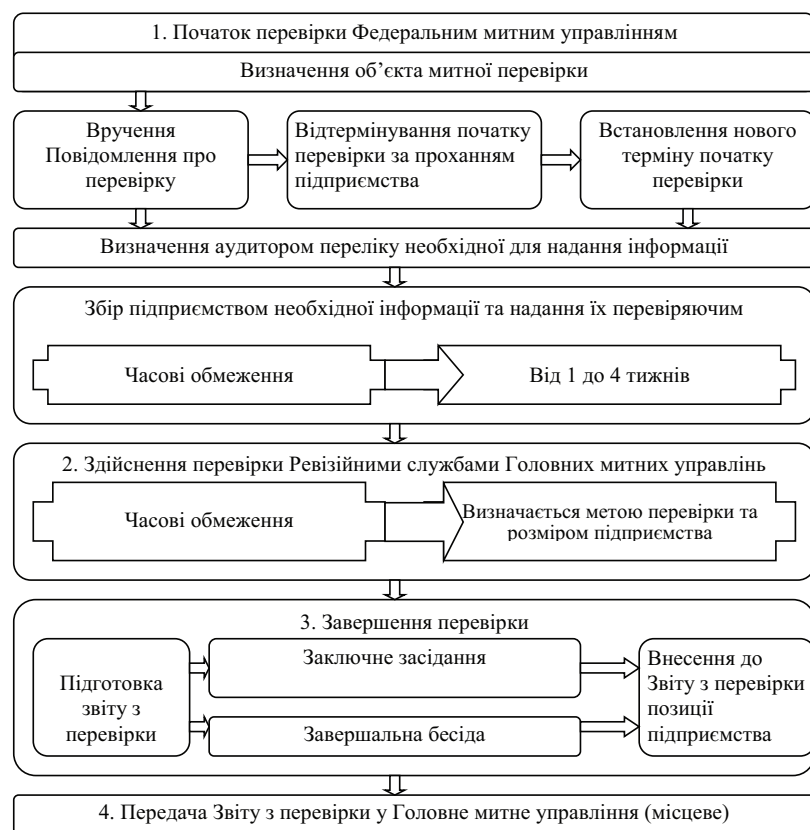 1. Початок перевірки Федеральним митним управлінням
Визначення об’єкта митної перевірки
Вручення
Повідомлення про
перевірку
Відтермінування початку
перевірки за проханням
підприємства
Встановлення нового
терміну початку
перевірки
Визначення аудитором переліку необхідної для надання інформації
Збір підприємством необхідної інформації та надання їх перевіряючим
Часові обмеження
Від 1 до 4 тижнів
2. Здійснення перевірки Ревізійними службами Головних митних управлінь
Часові обмеження
Визначається метою перевірки та
розміром підприємства
3. Завершення перевірки
Підготовка
звіту з
перевірки
Заключне засідання
Завершальна бесіда
Внесення до
Звіту з перевірки
позиції
підприємства
4. Передача Звіту з перевірки у Головне митне управління (місцеве)